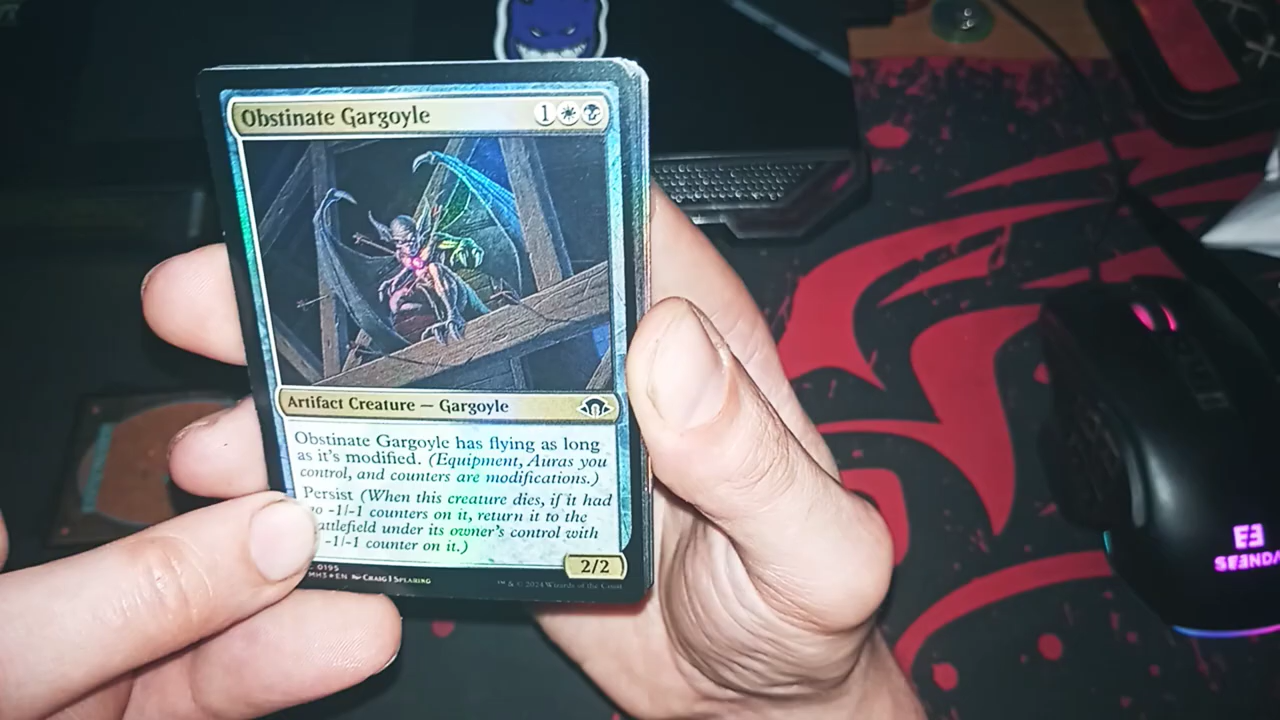 Obstinate Gargoyle 1
Artifact Creature — Gargoyle
Obstinate Gargoyle has flying as long
as it's modified. (Equipment, Auras you
control, and counters are modifications.)
Persist (When this creature dies, if it had
no -1/-1 counters on it, return it to the
battlefield under its owner's control with
-1/-1 counter on it.)
2/2
0195
MH3 ★ EN Craig J Spearing
™ & © 2024 Wizards of the Coast
SEENDA